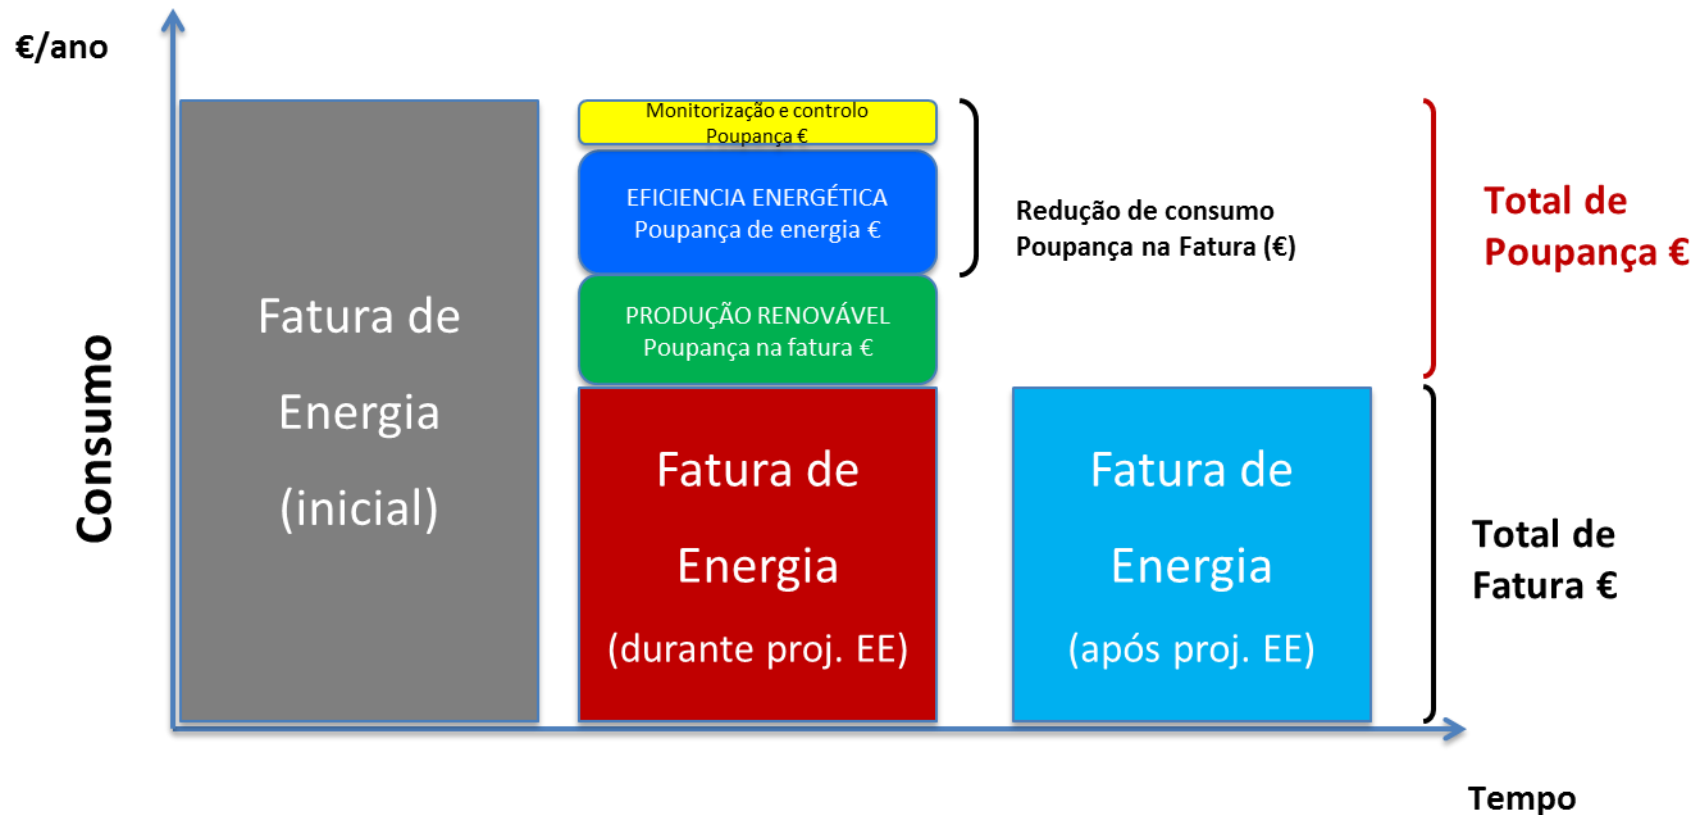 €/ano
Consumo
Fatura de
Energia
(inicial)
Monitorização e controlo
Poupança €
EFICIENCIA ENERGÉTICA
Poupança de energia €
PRODUÇÃO RENOVÁVEL
Poupança na fatura €
Fatura de
Energia
(durante proj. EE)
Redução de consumo
Poupança na Fatura (€)
Fatura de
Energia
(após proj. EE)
Total de
Poupança €
Total de
Fatura €
Tempo